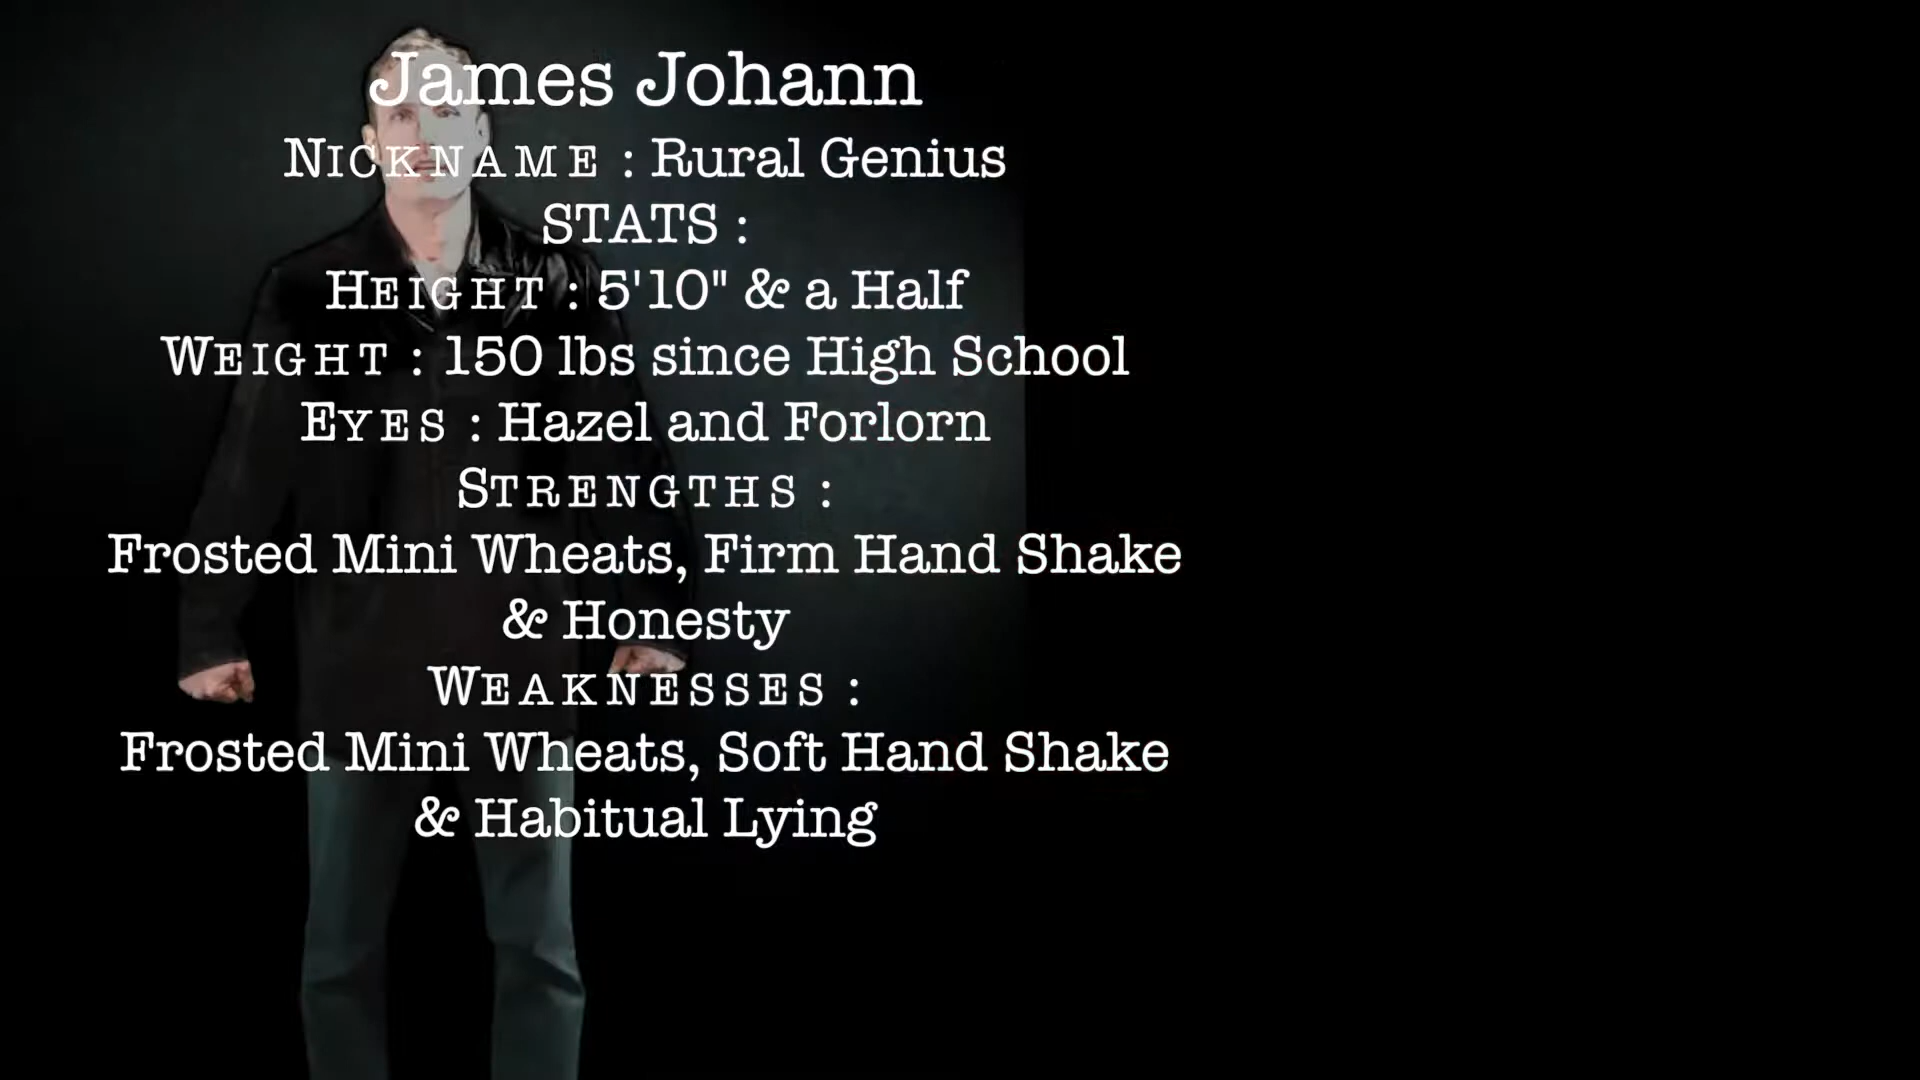 James Johann
NICKNAME : Rural Genius
STATS :
HEIGHT : 5'10" & a Half
WEIGHT : 150 lbs since High School
EYES : Hazel and Forlorn
STRENGTHS :
Frosted Mini Wheats, Firm Hand Shake
& Honesty
WEAKNESSES :
Frosted Mini Wheats, Soft Hand Shake
& Habitual Lying